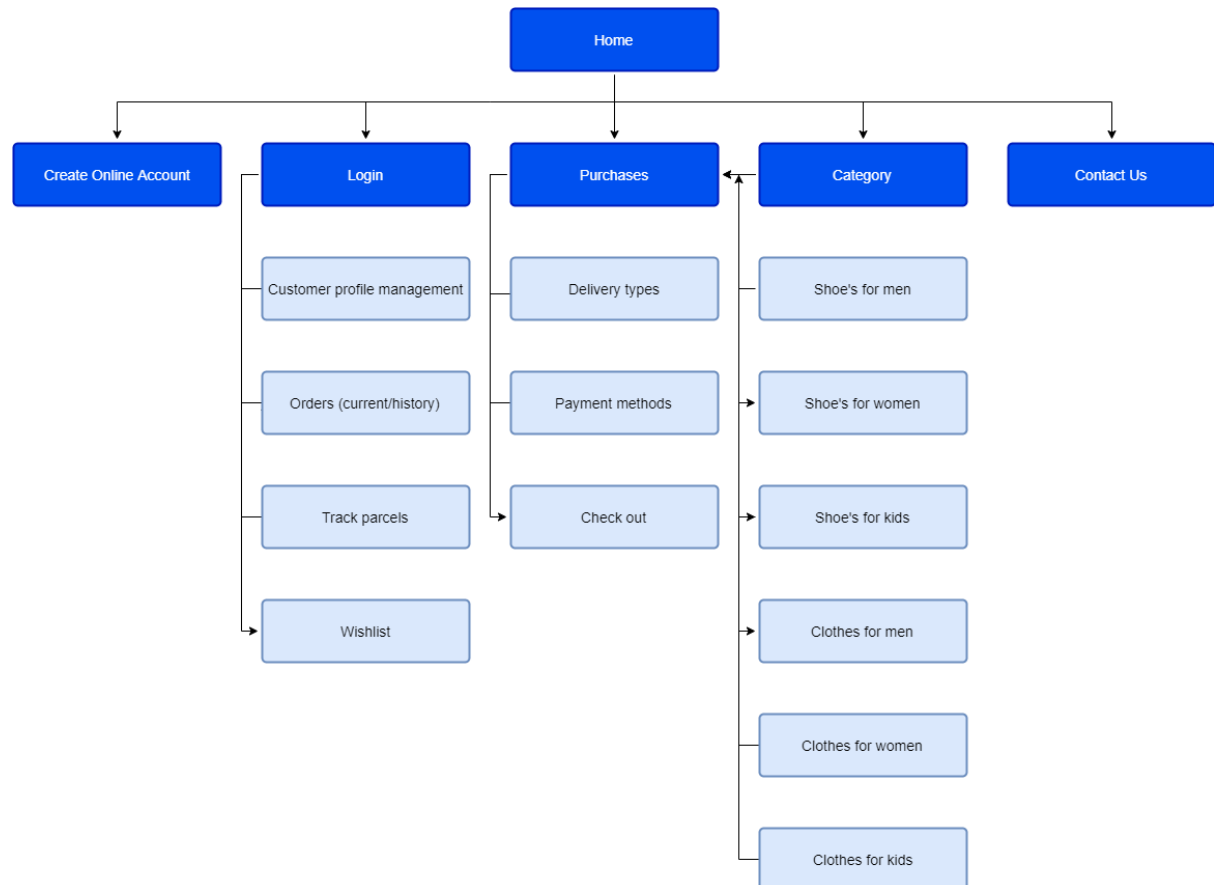 Home
Create Online Account
Login
Purchases
Category
Contact Us
Customer profile management
Delivery types
Shoe's for men
Orders (current/history)
Payment methods
Shoe's for women
Track parcels
Check out
Shoe's for kids
Wishlist
Clothes for men
Clothes for women
Clothes for kids